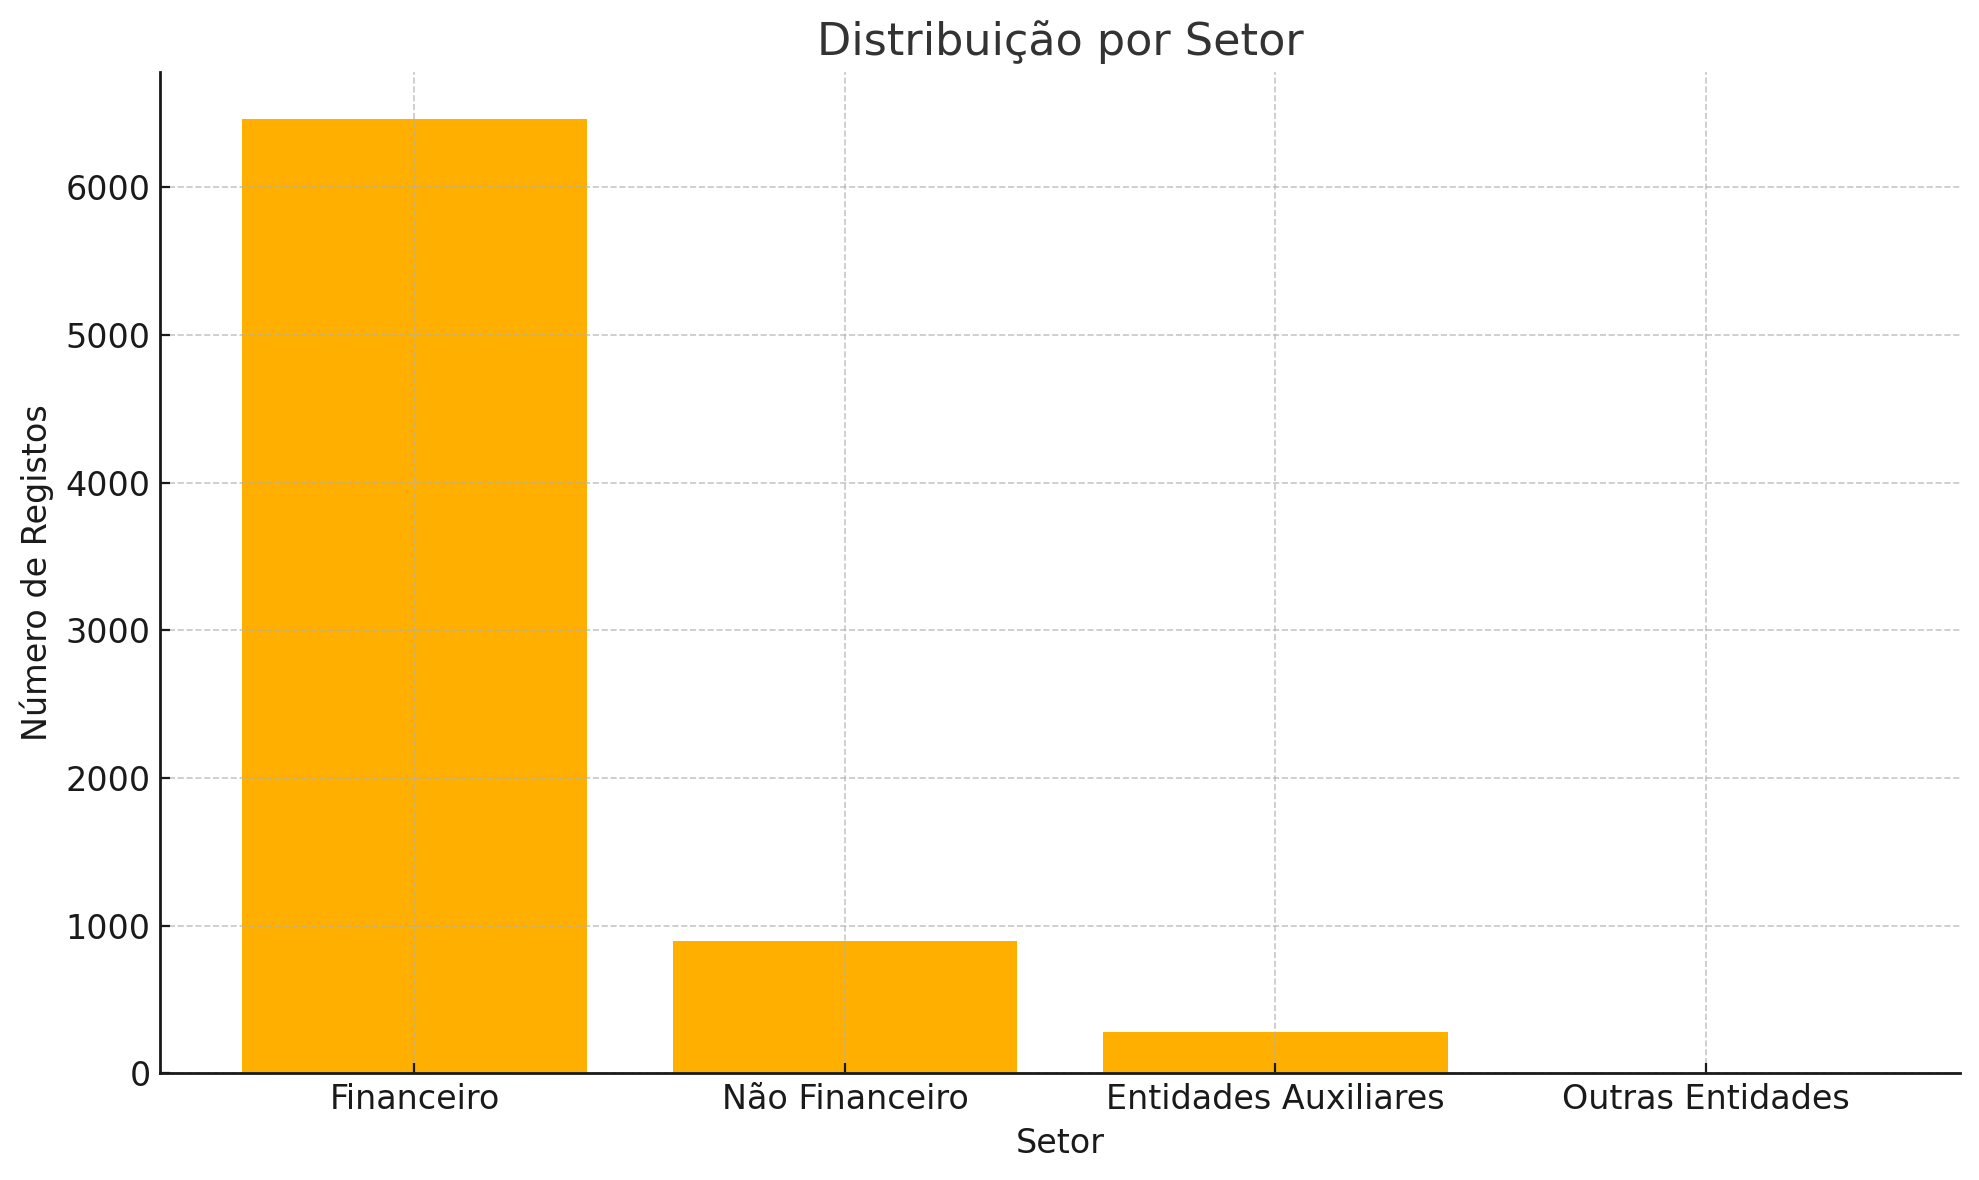 Distribuição por Setor
Número de Registos
6000
5000
4000
3000
2000
1000
0
Financeiro
Não Financeiro
Entidades Auxiliares
Outras Entidades
Setor